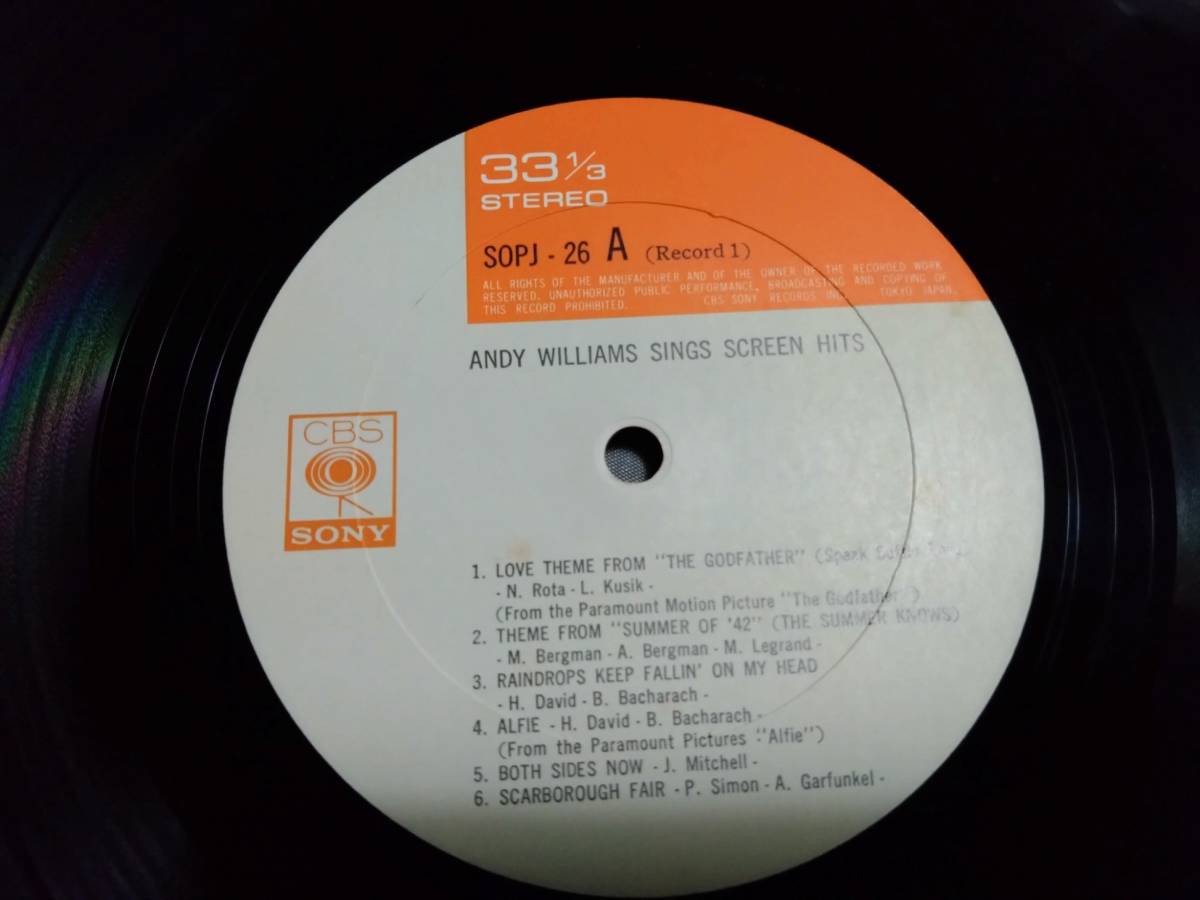 33 1/3
STEREO
SOPJ - 26 A (Record 1)
ALL RIGHTS OF THE MANUFACTURER AND OF THE OWNER OF THE RECORDED WORK
RESERVED. UNAUTHORIZED PUBLIC PERFORMANCE, BROADCASTING AND COPYING OF
THIS RECORD PROHIBITED. CBS SONY RECORDS INC. TOKYO JAPAN.
ANDY WILLIAMS SINGS SCREEN HITS
CBS
SONY
1. LOVE THEME FROM "THE GODFATHER" (Speak Softly
- N. Rota - L. Kusik -
(From the Paramount Motion Picture "The Godfather")
2. THEME FROM "SUMMER OF '42" (THE SUMMER KNOWS)
- M. Bergman - A. Bergman - M. Legrand -
3. RAINDROPS KEEP FALLIN' ON MY HEAD
- H. David - B. Bacharach -
4. ALFIE - H. David - B. Bacharach -
(From the Paramount Pictures "Alfie")
5. BOTH SIDES NOW - J. Mitchell -
6. SCARBOROUGH FAIR - P. Simon - A. Garfunkel -